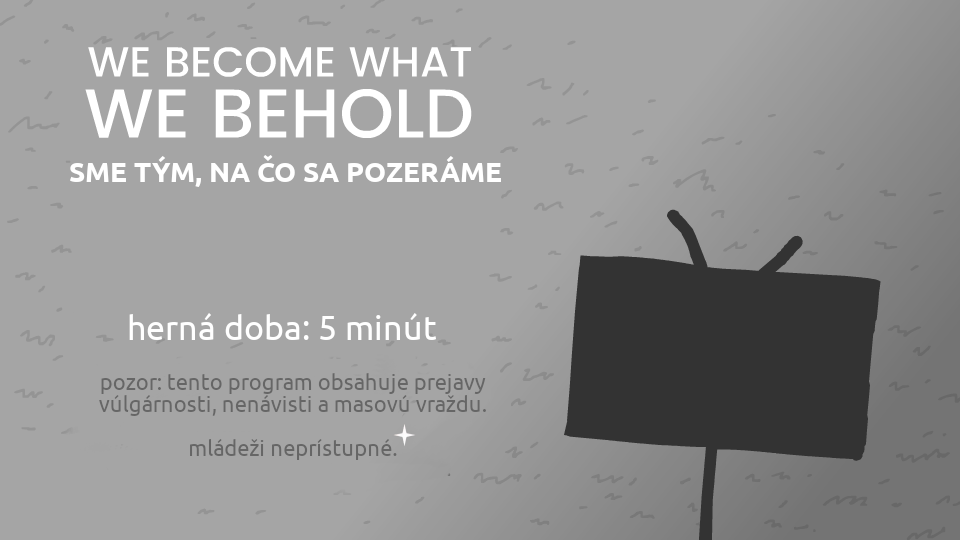 WE BECOME WHAT
WE BEHOLD
SME TÝM, NA ČO SA POZERÁME
herná doba: 5 minút
pozor: tento program obsahuje prejavy
vúlgárnosti, nenávisti a masovú vraždu.
mládeži neprístupné.